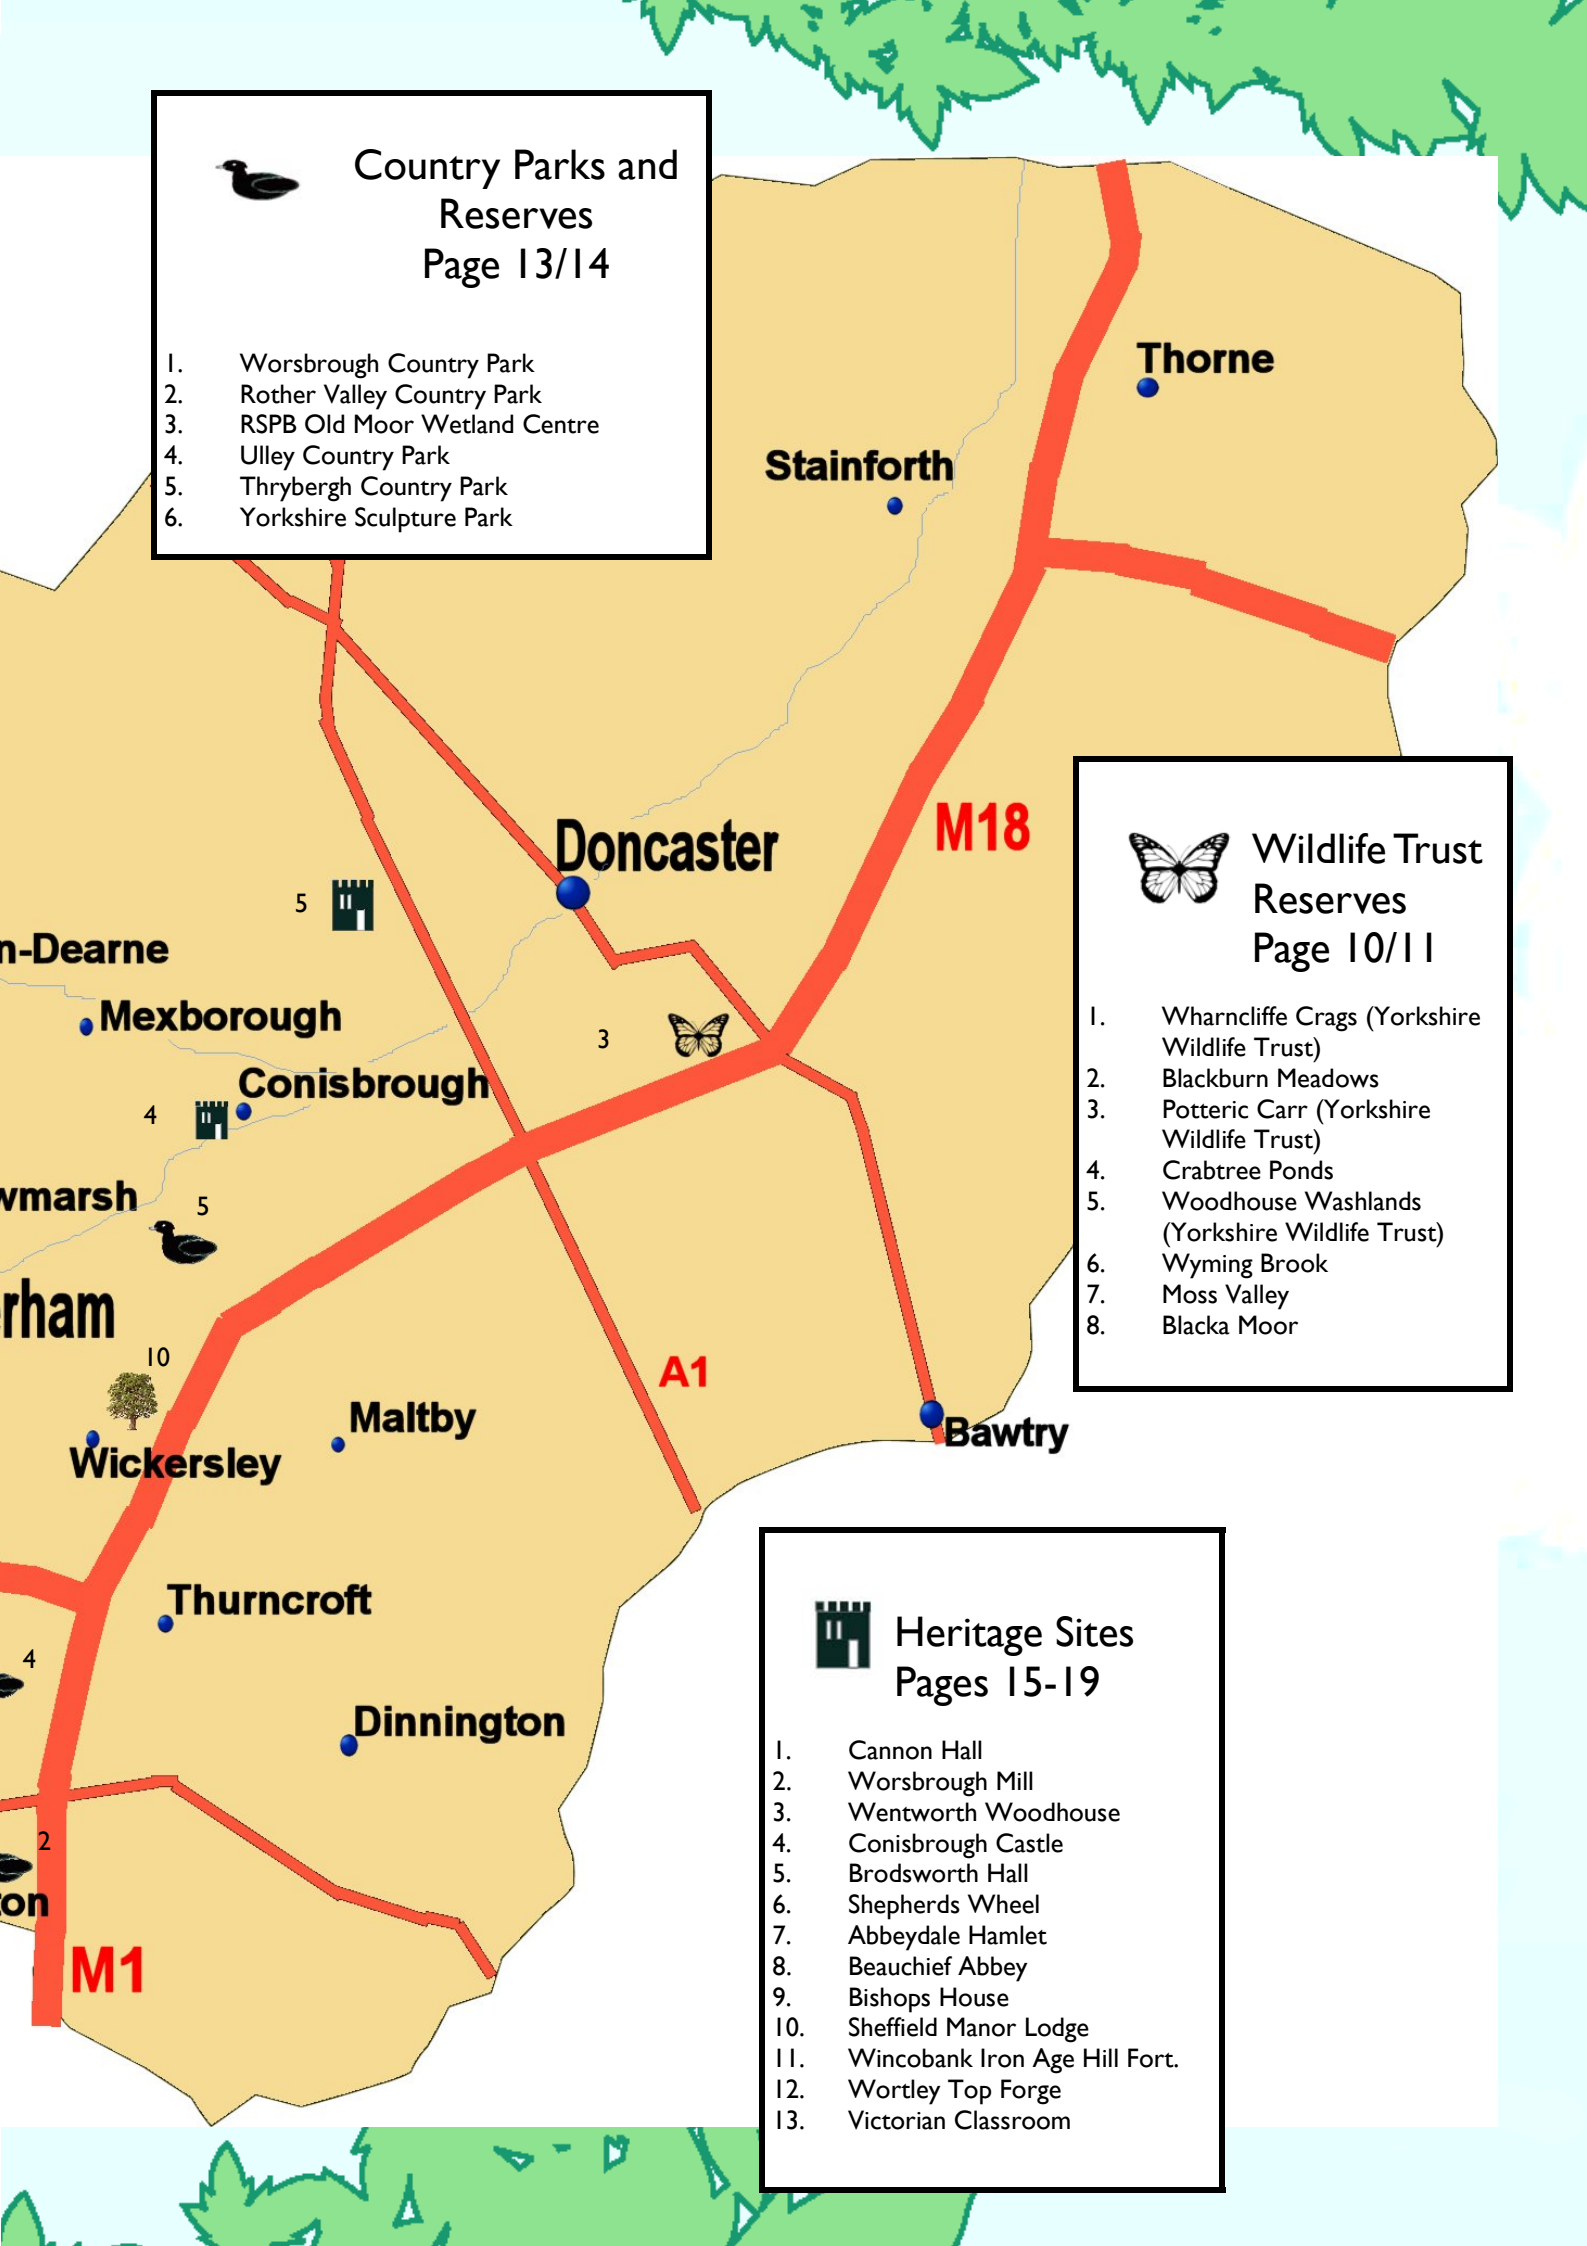 Country Parks and
Reserves
Page 13/14
1. Worsbrough Country Park
2. Rother Valley Country Park
3. RSPB Old Moor Wetland Centre
4. Ulley Country Park
5. Thrybergh Country Park
6. Yorkshire Sculpture Park
Thorne
Stainforth
M18
Doncaster
5
n-Dearne
Mexborough
3
Conisbrough
4
wmarsh
5
erham
10
A1
Maltby
Bawtry
Wickersley
Thurncroft
4
Dinnington
2
ton
M1
Wildlife Trust
Reserves
Page 10/11
1. Wharncliffe Crags (Yorkshire
Wildlife Trust)
2. Blackburn Meadows
3. Potteric Carr (Yorkshire
Wildlife Trust)
4. Crabtree Ponds
5. Woodhouse Washlands
(Yorkshire Wildlife Trust)
6. Wyming Brook
7. Moss Valley
8. Blacka Moor
Heritage Sites
Pages 15-19
1. Cannon Hall
2. Worsbrough Mill
3. Wentworth Woodhouse
4. Conisbrough Castle
5. Brodsworth Hall
6. Shepherds Wheel
7. Abbeydale Hamlet
8. Beauchief Abbey
9. Bishops House
10. Sheffield Manor Lodge
11. Wincobank Iron Age Hill Fort.
12. Wortley Top Forge
13. Victorian Classroom